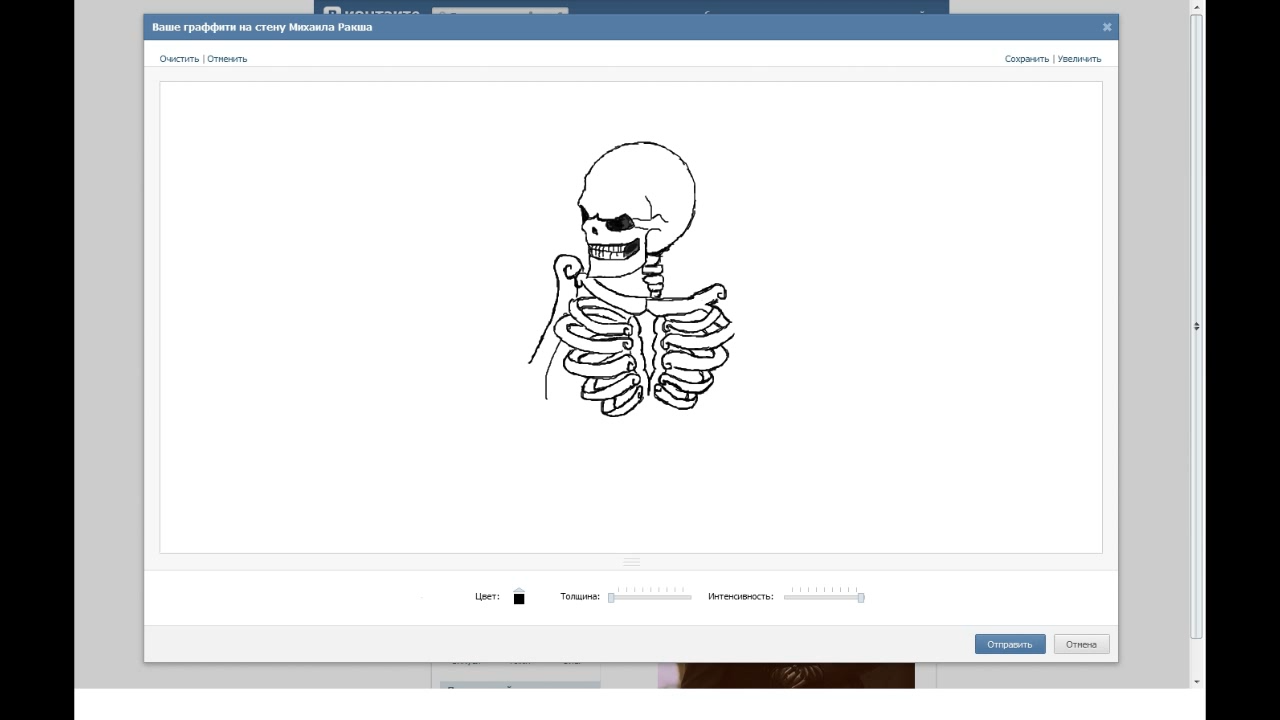 Ваше граффити на стену Михаила Ракша
Очистить | Отменить
Сохранить | Увеличить
Цвет:
Толщина:
Интенсивность:
Отправить
Отмена